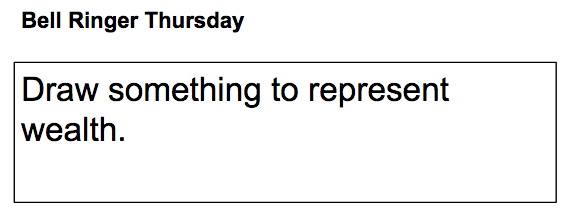 Bell Ringer Thursday
Draw something to represent
wealth.